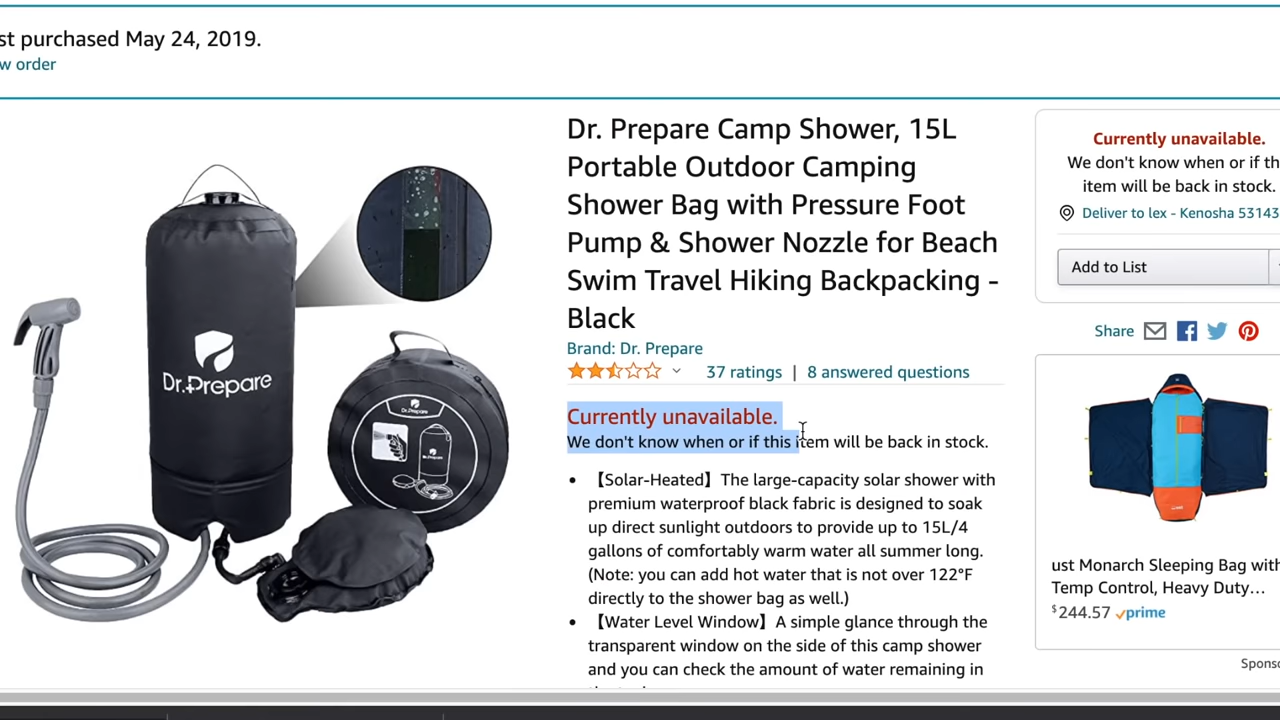 st purchased May 24, 2019.
w order
Dr. Prepare Camp Shower, 15L
Portable Outdoor Camping
Shower Bag with Pressure Foot
Pump & Shower Nozzle for Beach
Swim Travel Hiking Backpacking -
Black
Brand: Dr. Prepare
37 ratings | 8 answered questions
Currently unavailable.
We don't know when or if this item will be back in stock.
• 【Solar-Heated】The large-capacity solar shower with
premium waterproof black fabric is designed to soak
up direct sunlight outdoors to provide up to 15L/4
gallons of comfortably warm water all summer long.
(Note: you can add hot water that is not over 122°F
directly to the shower bag as well.)
• 【Water Level Window】A simple glance through the
transparent window on the side of this camp shower
and you can check the amount of water remaining in
Dr.Prepare
Dr.Prepare
Currently unavailable.
We don't know when or if th
item will be back in stock.
Deliver to lex - Kenosha 53143
Add to List
Share
ust Monarch Sleeping Bag with
Temp Control, Heavy Duty...
$244.57 prime
Sponso